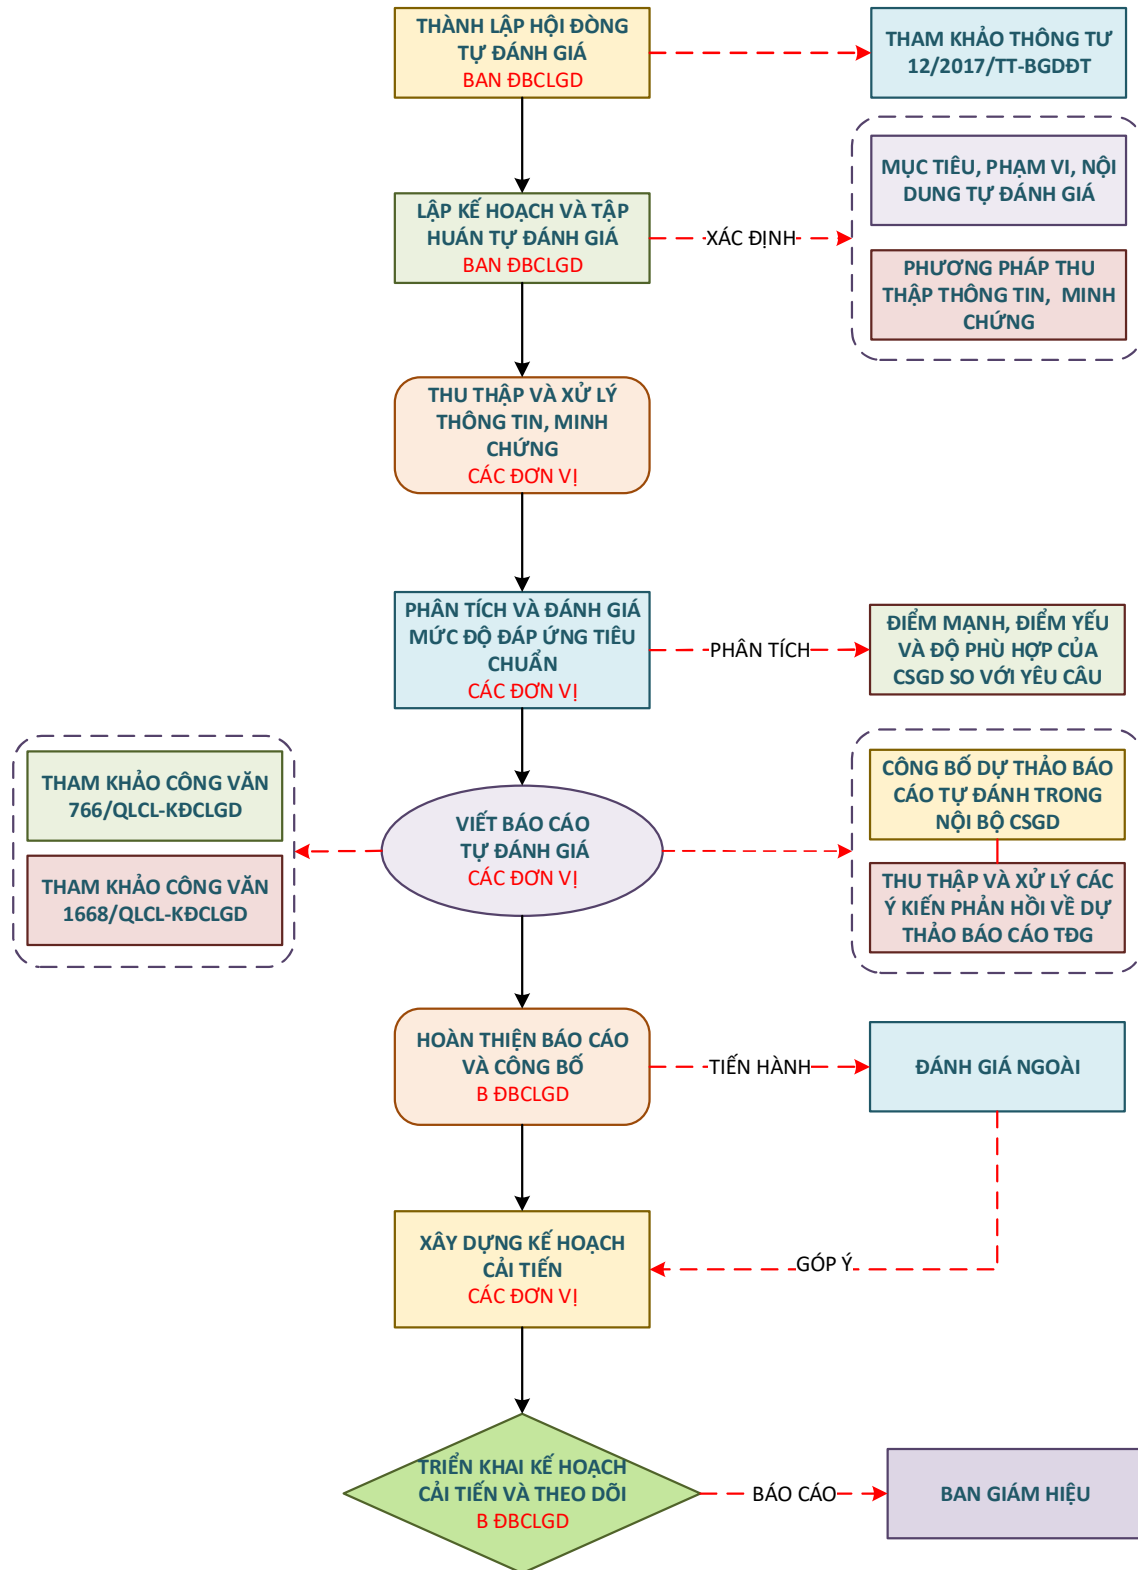 THÀNH LẬP HỘI ĐÒNG
TỰ ĐÁNH GIÁ
BAN ĐBCLGD
THAM KHẢO THÔNG TƯ
12/2017/TT-BGDĐT
MỤC TIÊU, PHẠM VI, NỘI
DUNG TỰ ĐÁNH GIÁ
LẬP KẾ HOẠCH VÀ TẬP
HUÁN TỰ ĐÁNH GIÁ
BAN ĐBCLGD
XÁC ĐỊNH
PHƯƠNG PHÁP THU
THẬP THÔNG TIN,  MINH
CHỨNG
THU THẬP VÀ XỬ LÝ
THÔNG TIN, MINH
CHỨNG
CÁC ĐƠN VỊ
PHÂN TÍCH VÀ ĐÁNH GIÁ
MỨC ĐỘ ĐÁP ỨNG TIÊU
CHUẨN
CÁC ĐƠN VỊ
PHÂN TÍCH
ĐIỂM MẠNH, ĐIỂM YẾU
VÀ ĐỘ PHÙ HỢP CỦA
CSGD SO VỚI YÊU CÂU
THAM KHẢO CÔNG VĂN
766/QLCL-KĐCLGD
THAM KHẢO CÔNG VĂN
1668/QLCL-KĐCLGD
VIẾT BÁO CÁO
TỰ ĐÁNH GIÁ
CÁC ĐƠN VỊ
CÔNG BỐ DỰ THẢO BÁO
CÁO TỰ ĐÁNH TRONG
NỘI BỘ CSGD
THU THẬP VÀ XỬ LÝ CÁC
Ý KIẾN PHẢN HỒI VỀ DỰ
THẢO BÁO CÁO TĐG
HOÀN THIỆN BÁO CÁO
VÀ CÔNG BỐ
B ĐBCLGD
TIẾN HÀNH
ĐÁNH GIÁ NGOÀI
XÂY DỰNG KẾ HOẠCH
CẢI TIẾN
CÁC ĐƠN VỊ
GÓP Ý
TRIỂN KHAI KẾ HOẠCH
CẢI TIẾN VÀ THEO DÕI
B ĐBCLGD
BÁO CÁO
BAN GIÁM HIỆU